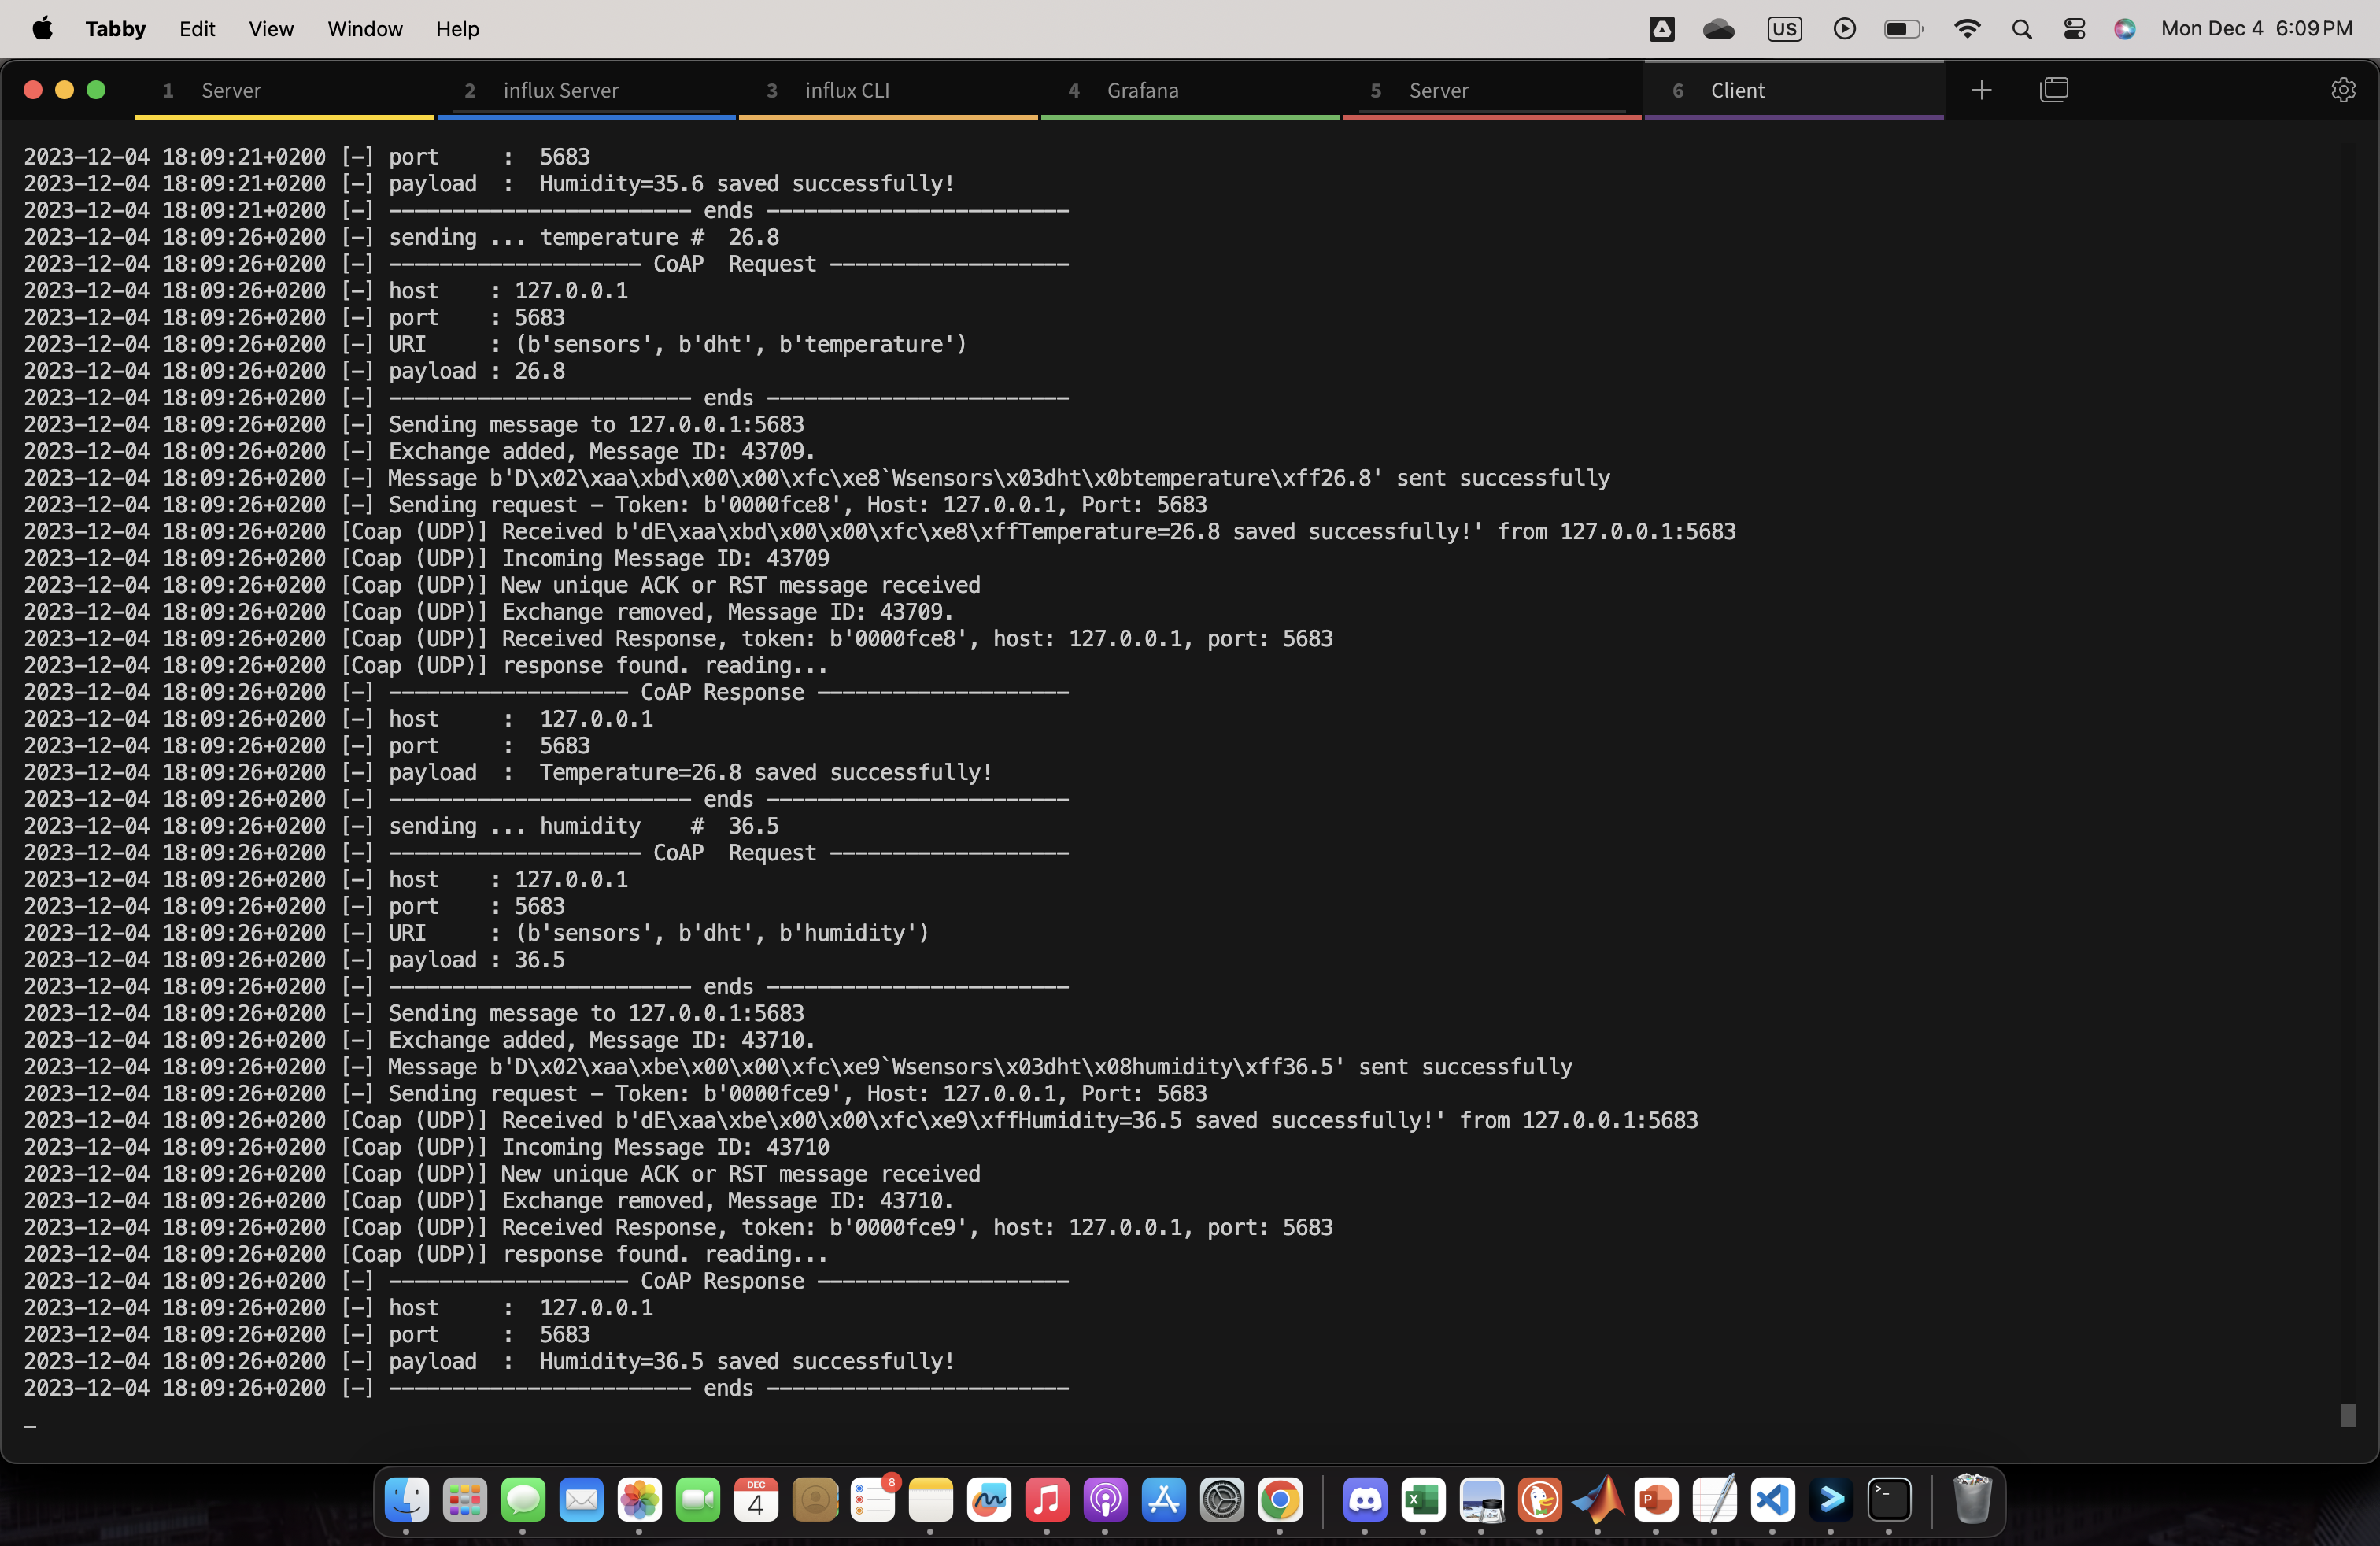 Tabby Edit View Window Help US Mon Dec 4 6:09 PM
1 Server 2 influx Server 3 influx CLI 4 Grafana 5 Server 6 Client
2023-12-04 18:09:21+0200 [-] port     :  5683
2023-12-04 18:09:21+0200 [-] payload  :  Humidity=35.6 saved successfully!
2023-12-04 18:09:21+0200 [-] ------------------------ ends ------------------------
2023-12-04 18:09:26+0200 [-] sending ... temperature #  26.8
2023-12-04 18:09:26+0200 [-] -------------------- CoAP  Request -------------------
2023-12-04 18:09:26+0200 [-] host    : 127.0.0.1
2023-12-04 18:09:26+0200 [-] port    : 5683
2023-12-04 18:09:26+0200 [-] URI     : (b'sensors', b'dht', b'temperature')
2023-12-04 18:09:26+0200 [-] payload : 26.8
2023-12-04 18:09:26+0200 [-] ------------------------ ends ------------------------
2023-12-04 18:09:26+0200 [-] Sending message to 127.0.0.1:5683
2023-12-04 18:09:26+0200 [-] Exchange added, Message ID: 43709.
2023-12-04 18:09:26+0200 [-] Message b'D\x02\xaa\xbd\x00\x00\xfc\xe8`Wsensors\x03dht\x0btemperature\xff26.8' sent successfully
2023-12-04 18:09:26+0200 [-] Sending request - Token: b'0000fce8', Host: 127.0.0.1, Port: 5683
2023-12-04 18:09:26+0200 [Coap (UDP)] Received b'dE\xaa\xbd\x00\x00\xfc\xe8\xffTemperature=26.8 saved successfully!' from 127.0.0.1:5683
2023-12-04 18:09:26+0200 [Coap (UDP)] Incoming Message ID: 43709
2023-12-04 18:09:26+0200 [Coap (UDP)] New unique ACK or RST message received
2023-12-04 18:09:26+0200 [Coap (UDP)] Exchange removed, Message ID: 43709.
2023-12-04 18:09:26+0200 [Coap (UDP)] Received Response, token: b'0000fce8', host: 127.0.0.1, port: 5683
2023-12-04 18:09:26+0200 [Coap (UDP)] response found. reading...
2023-12-04 18:09:26+0200 [-] ------------------- CoAP Response --------------------
2023-12-04 18:09:26+0200 [-] host     :  127.0.0.1
2023-12-04 18:09:26+0200 [-] port     :  5683
2023-12-04 18:09:26+0200 [-] payload  :  Temperature=26.8 saved successfully!
2023-12-04 18:09:26+0200 [-] ------------------------ ends ------------------------
2023-12-04 18:09:26+0200 [-] sending ... humidity    #  36.5
2023-12-04 18:09:26+0200 [-] -------------------- CoAP  Request -------------------
2023-12-04 18:09:26+0200 [-] host    : 127.0.0.1
2023-12-04 18:09:26+0200 [-] port    : 5683
2023-12-04 18:09:26+0200 [-] URI     : (b'sensors', b'dht', b'humidity')
2023-12-04 18:09:26+0200 [-] payload : 36.5
2023-12-04 18:09:26+0200 [-] ------------------------ ends ------------------------
2023-12-04 18:09:26+0200 [-] Sending message to 127.0.0.1:5683
2023-12-04 18:09:26+0200 [-] Exchange added, Message ID: 43710.
2023-12-04 18:09:26+0200 [-] Message b'D\x02\xaa\xbe\x00\x00\xfc\xe9`Wsensors\x03dht\x08humidity\xff36.5' sent successfully
2023-12-04 18:09:26+0200 [-] Sending request - Token: b'0000fce9', Host: 127.0.0.1, Port: 5683
2023-12-04 18:09:26+0200 [Coap (UDP)] Received b'dE\xaa\xbe\x00\x00\xfc\xe9\xffHumidity=36.5 saved successfully!' from 127.0.0.1:5683
2023-12-04 18:09:26+0200 [Coap (UDP)] Incoming Message ID: 43710
2023-12-04 18:09:26+0200 [Coap (UDP)] New unique ACK or RST message received
2023-12-04 18:09:26+0200 [Coap (UDP)] Exchange removed, Message ID: 43710.
2023-12-04 18:09:26+0200 [Coap (UDP)] Received Response, token: b'0000fce9', host: 127.0.0.1, port: 5683
2023-12-04 18:09:26+0200 [Coap (UDP)] response found. reading...
2023-12-04 18:09:26+0200 [-] ------------------- CoAP Response --------------------
2023-12-04 18:09:26+0200 [-] host     :  127.0.0.1
2023-12-04 18:09:26+0200 [-] port     :  5683
2023-12-04 18:09:26+0200 [-] payload  :  Humidity=36.5 saved successfully!
2023-12-04 18:09:26+0200 [-] ------------------------ ends ------------------------
DEC
4
8
X
P
>_